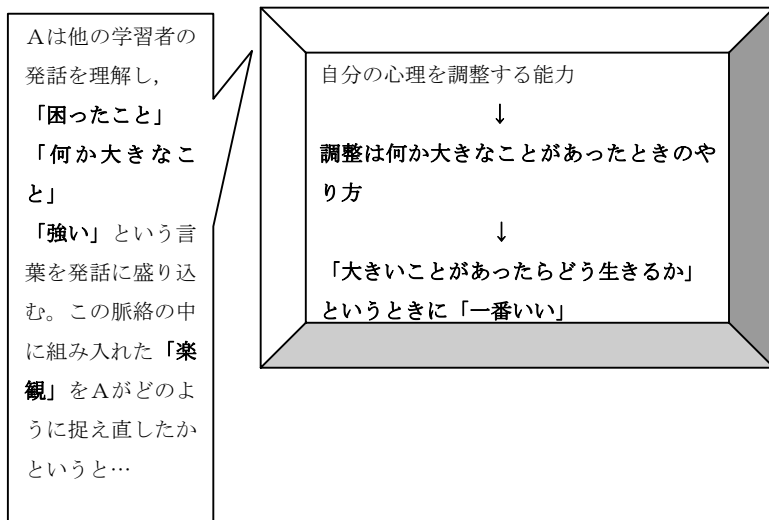 Aは他の学習者の
発話を理解し,
「困ったこと」
「何か大きなこ
と」
「強い」という言
葉を発話に盛り込
む。この脈絡の中
に組み入れた「楽
観」をAがどのよ
うに捉え直したか
というと…
自分の心理を調整する能力
↓
調整は何か大きなことがあったときのや
り方
↓
「大きいことがあったらどう生きるか」
というときに「一番いい」